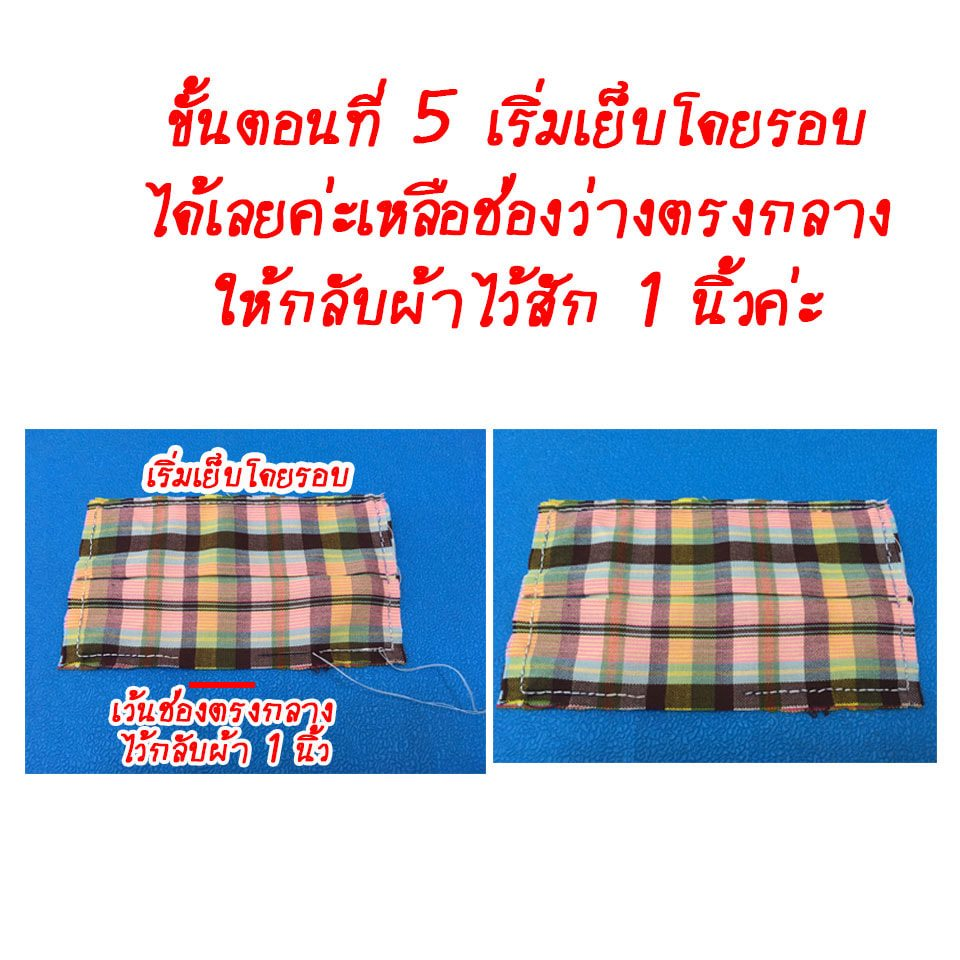 ขั้นตอนที่ 5 เริ่มเย็บโดยรอบ
ได้เลยค่ะเหลือช่องว่างตรงกลาง
ให้กลับผ้าไว้สัก 1 นิ้วค่ะ
เริ่มเย็บโดยรอบ
เว้นช่องตรงกลาง
ไว้กลับผ้า 1 นิ้ว